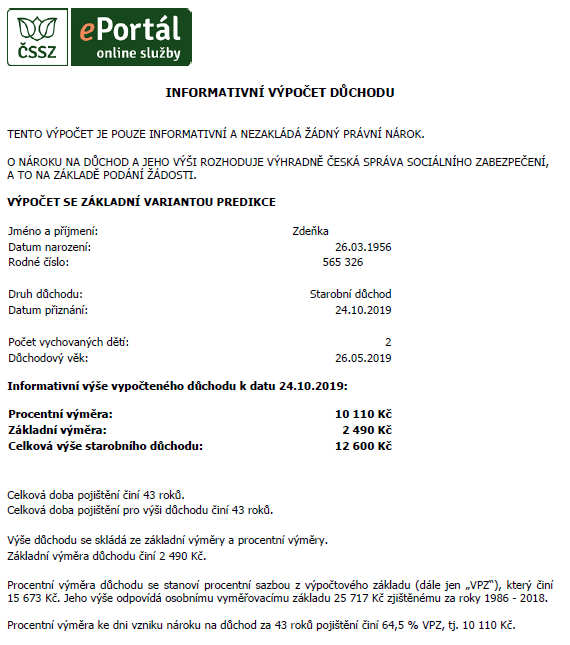 ČSSZ
ePortál
online služby
INFORMATIVNÍ VÝPOČET DŮCHODU
TENTO VÝPOČET JE POUZE INFORMATIVNÍ A NEZAKLÁDÁ ŽÁDNÝ PRÁVNÍ NÁROK.
O NÁROKU NA DŮCHOD A JEHO VÝŠI ROZHODUJE VÝHRADNĚ ČESKÁ SPRÁVA SOCIÁLNÍHO ZABEZPEČENÍ,
A TO NA ZÁKLADĚ PODÁNÍ ŽÁDOSTI.
VÝPOČET SE ZÁKLADNÍ VARIANTOU PREDIKCE
Jméno a příjmení: Zdeňka
Datum narození: 26.03.1956
Rodné číslo: 565 326
Druh důchodu: Starobní důchod
Datum přiznání: 24.10.2019
Počet vychovaných dětí: 2
Důchodový věk: 26.05.2019
Informativní výše vypočteného důchodu k datu 24.10.2019:
Procentní výměra: 10 110 Kč
Základní výměra: 2 490 Kč
Celková výše starobního důchodu: 12 600 Kč
Celková doba pojištění činí 43 roků.
Celková doba pojištění pro výši důchodu činí 43 roků.
Výše důchodu se skládá ze základní výměry a procentní výměry.
Základní výměra důchodu činí 2 490 Kč.
Procentní výměra důchodu se stanoví procentní sazbou z výpočtového základu (dále jen „VPZ“), který činí
15 673 Kč. Jeho výše odpovídá osobnímu vyměřovacímu základu 25 717 Kč zjištěnému za roky 1986 - 2018.
Procentní výměra ke dni vzniku nároku na důchod za 43 roků pojištění činí 64,5 % VPZ, tj. 10 110 Kč.